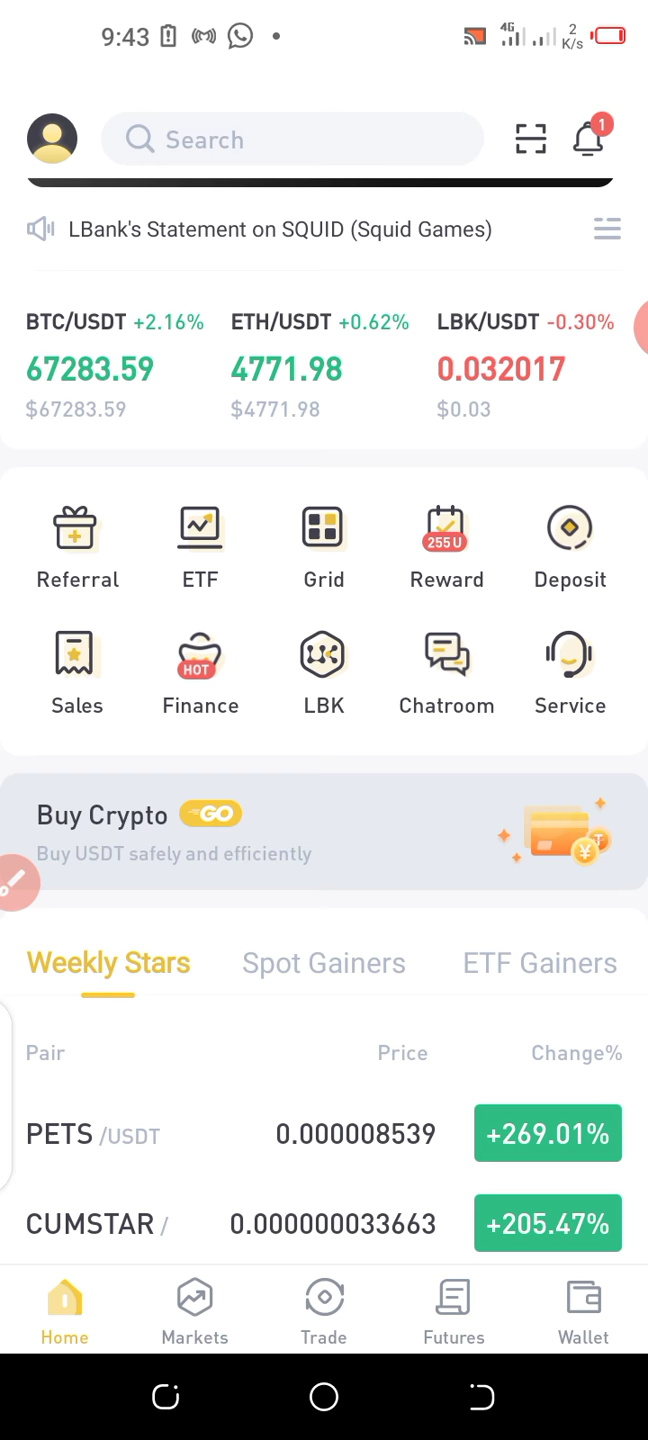 9:43 4G 2 K/s
Search 1
LBank's Statement on SQUID (Squid Games)
BTC/USDT +2.16% ETH/USDT +0.62% LBK/USDT -0.30%
67283.59 4771.98 0.032017
$67283.59 $4771.98 $0.03
255 U
Referral ETF Grid Reward Deposit
HOT
Sales Finance LBK Chatroom Service
Buy Crypto GO
Buy USDT safely and efficiently
Weekly Stars Spot Gainers ETF Gainers
Pair Price Change%
PETS /USDT 0.000008539 +269.01%
CUMSTAR / 0.000000033663 +205.47%
Home Markets Trade Futures Wallet